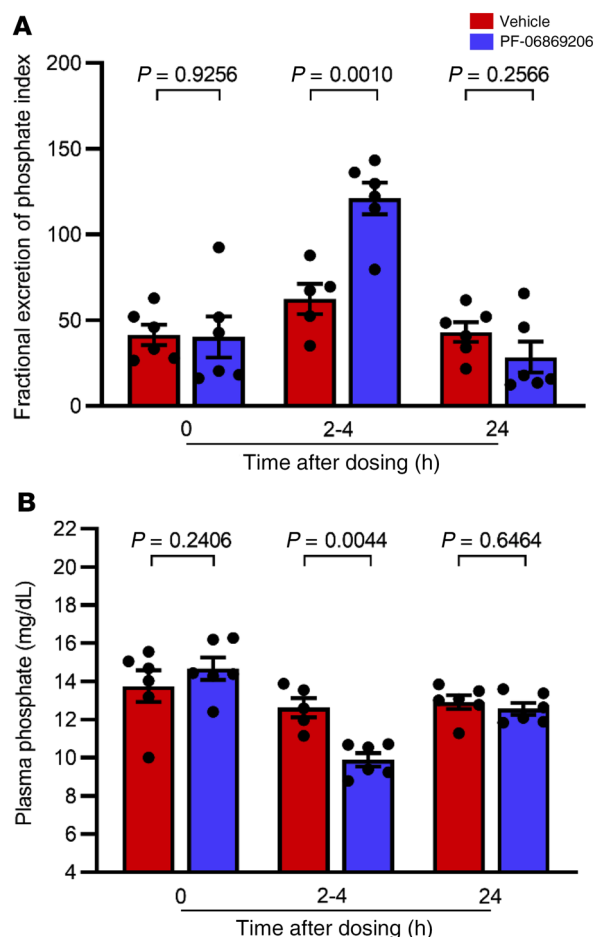 A
Vehicle
PF-06869206
Fractional excretion of phosphate index
200
150
100
50
0
P = 0.9256
P = 0.0010
P = 0.2566
0
2-4
24
Time after dosing (h)
B
Plasma phosphate (mg/dL)
22
20
18
16
14
12
10
8
6
4
P = 0.2406
P = 0.0044
P = 0.6464
0
2-4
24
Time after dosing (h)